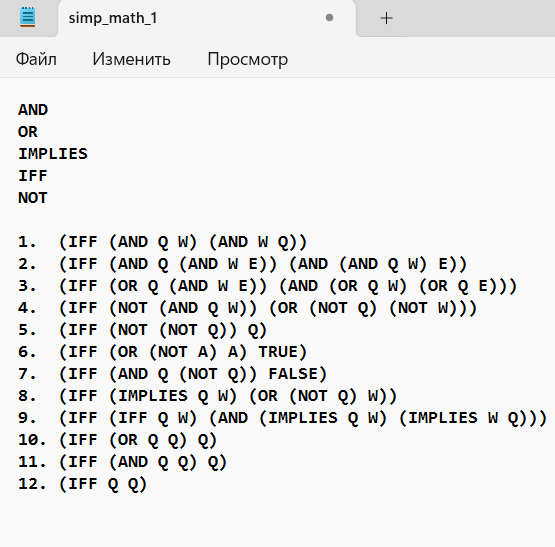 simp_math_1
Файл Изменить Просмотр
AND
OR
IMPLIES
IFF
NOT
1. (IFF (AND Q W) (AND W Q))
2. (IFF (AND Q (AND W E)) (AND (AND Q W) E))
3. (IFF (OR Q (AND W E)) (AND (OR Q W) (OR Q E)))
4. (IFF (NOT (AND Q W)) (OR (NOT Q) (NOT W)))
5. (IFF (NOT (NOT Q)) Q)
6. (IFF (OR (NOT A) A) TRUE)
7. (IFF (AND Q (NOT Q)) FALSE)
8. (IFF (IMPLIES Q W) (OR (NOT Q) W))
9. (IFF (IFF Q W) (AND (IMPLIES Q W) (IMPLIES W Q)))
10. (IFF (OR Q Q) Q)
11. (IFF (AND Q Q) Q)
12. (IFF Q Q)